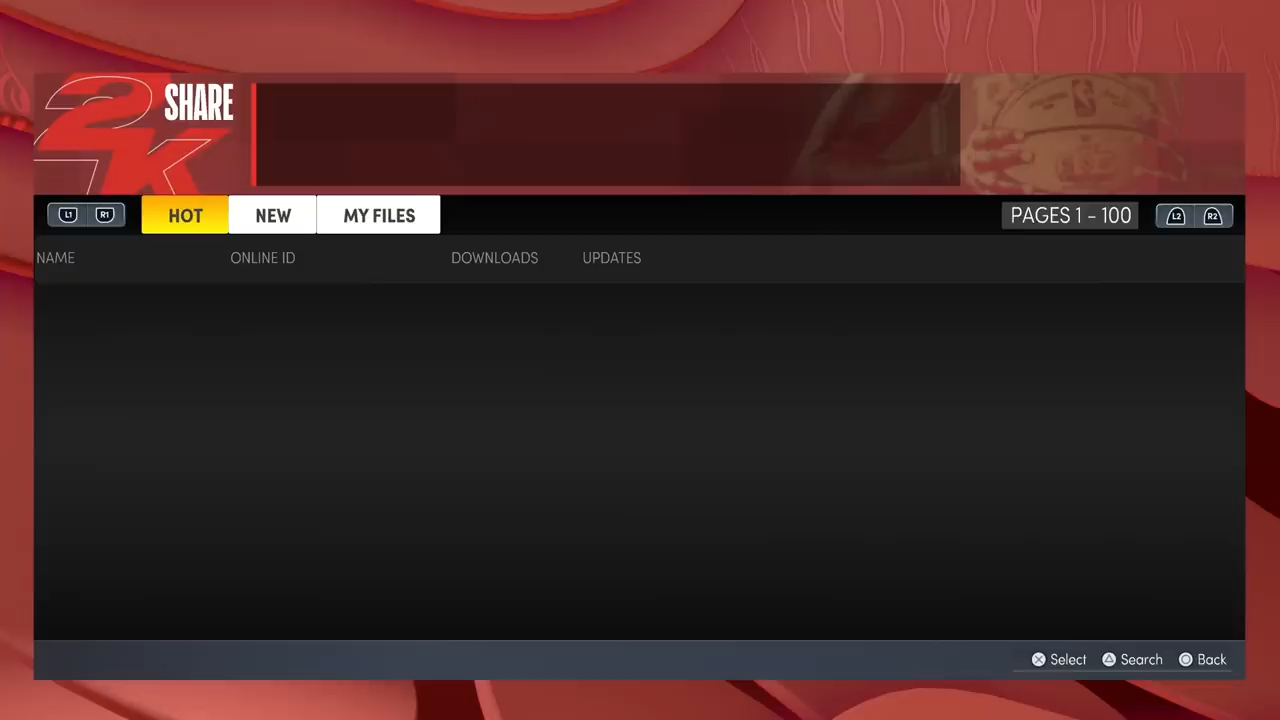 2K SHARE
L1 R1 HOT NEW MY FILES PAGES 1 - 100 L2 R2
NAME ONLINE ID DOWNLOADS UPDATES
Select Search Back